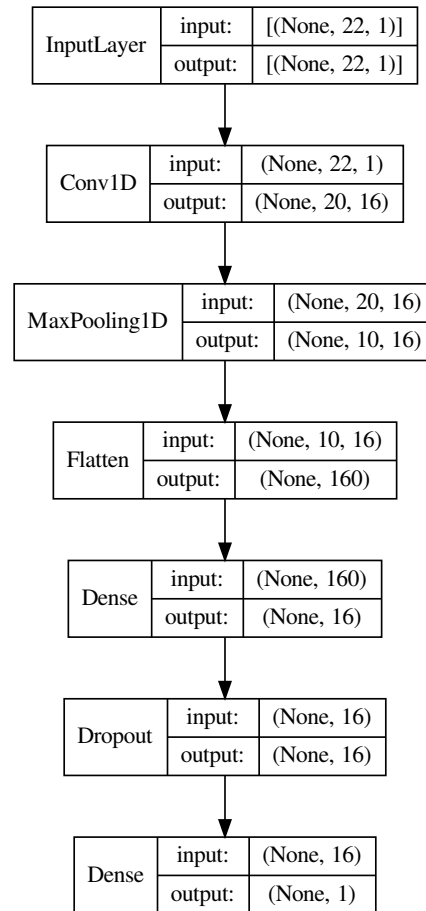 InputLayer
input: [(None, 22, 1)]
output: [(None, 22, 1)]
Conv1D
input: (None, 22, 1)
output: (None, 20, 16)
MaxPooling1D
input: (None, 20, 16)
output: (None, 10, 16)
Flatten
input: (None, 10, 16)
output: (None, 160)
Dense
input: (None, 160)
output: (None, 16)
Dropout
input: (None, 16)
output: (None, 16)
Dense
input: (None, 16)
output: (None, 1)